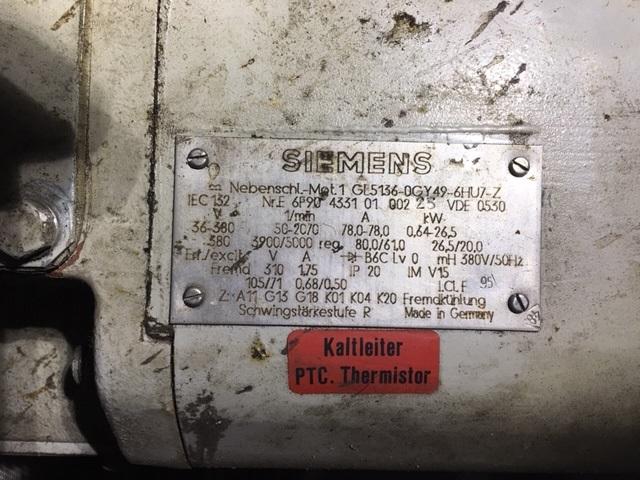 SIEMENS
Nebenschl.-Mot. 1 GL5136-0GY49-6HU7-Z
IEC 132 Nr.E 6F90 4331 01 002 25 VDE 0530
V 1/min A kW
36-380 50-2070 78,0-78,0 0,64-26,5
380 3900/5000 reg. 80,0/61,0 26,5/20,0
Err./excit. V A B6C Lv 0 mH 380V/50Hz
Fremd 310 1,75 IP 20 IM V15
105/71 0,68/0,50 I.Cl.F 95
Z: A11 G13 G18 K01 K04 K20 Fremdkühlung
Schwingstärkestufe R Made in Germany
Kaltleiter
PTC. Thermistor